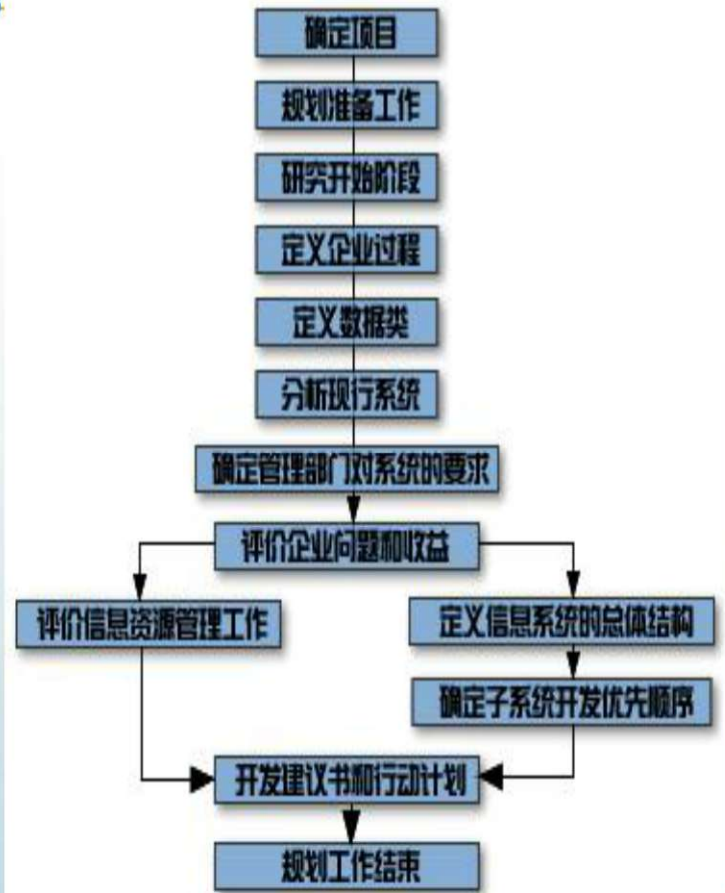 确定项目
规划准备工作
研究开始阶段
定义企业过程
定义数据类
分析现行系统
确定管理部门对系统的要求
评价企业问题和收益
评价信息资源管理工作
定义信息系统的总体结构
确定子系统开发优先顺序
开发建议书和行动计划
规划工作结束